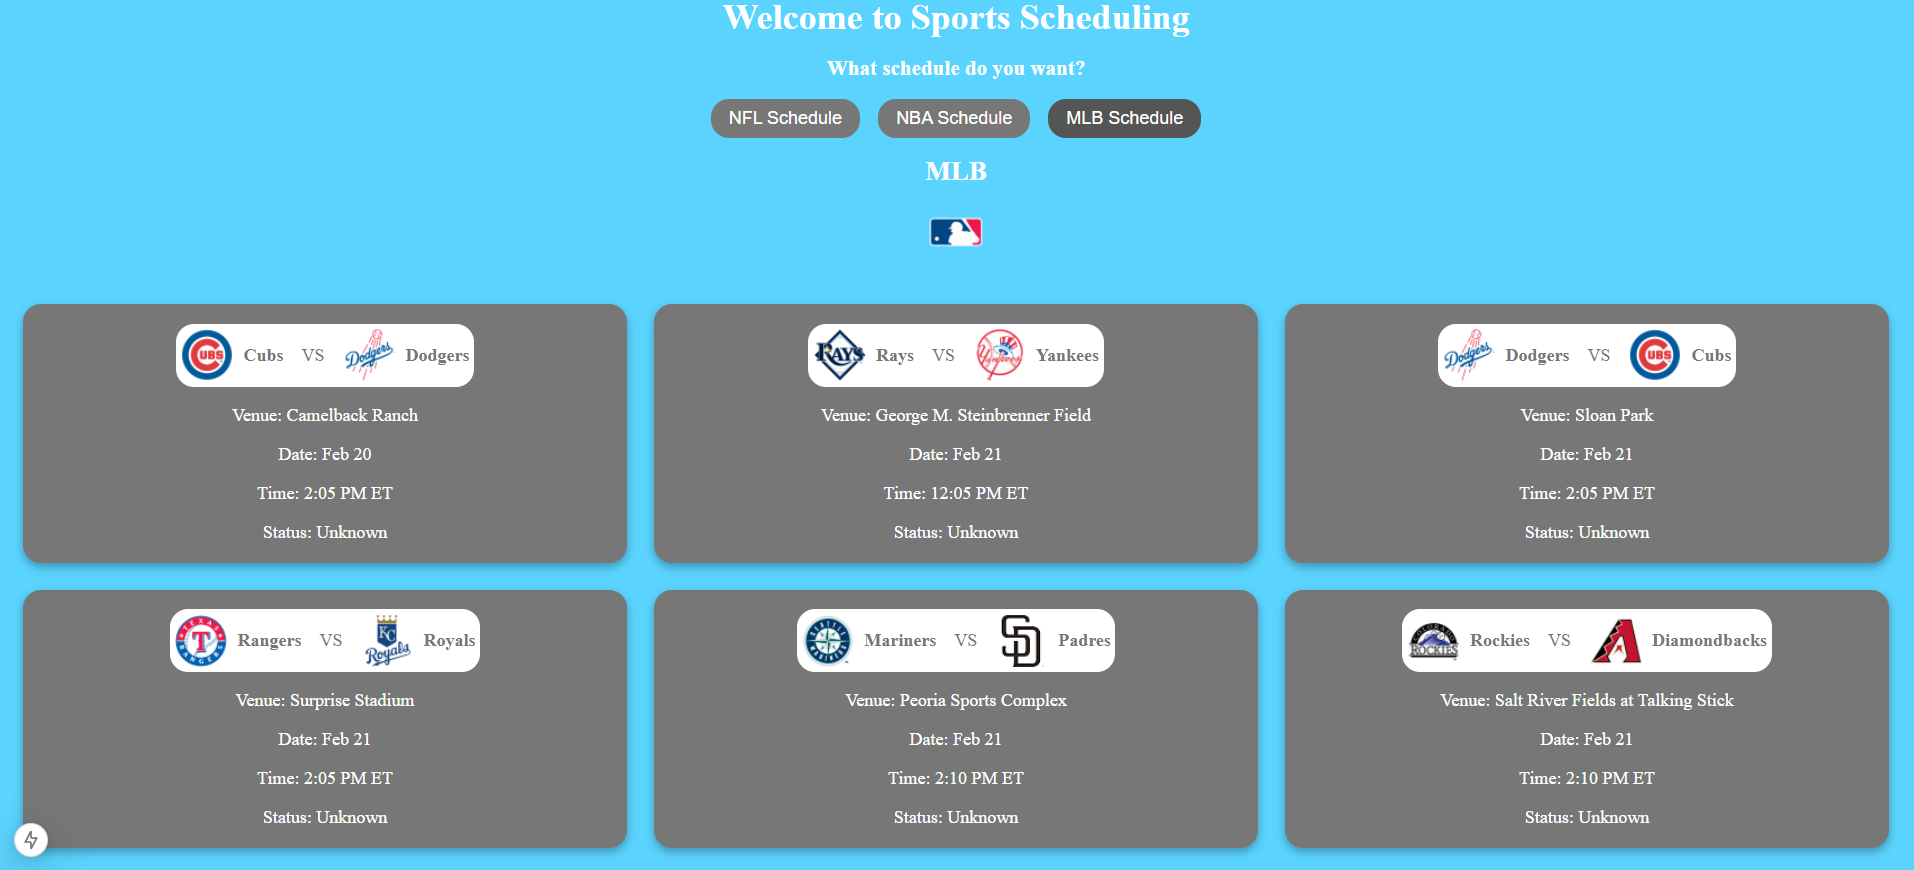 Welcome to Sports Scheduling
What schedule do you want?
NFL Schedule NBA Schedule MLB Schedule
MLB
CUBS Cubs VS Dodgers Dodgers
Venue: Camelback Ranch
Date: Feb 20
Time: 2:05 PM ET
Status: Unknown
RAYS Rays VS Yankees Yankees
Venue: George M. Steinbrenner Field
Date: Feb 21
Time: 12:05 PM ET
Status: Unknown
Dodgers Dodgers VS CUBS Cubs
Venue: Sloan Park
Date: Feb 21
Time: 2:05 PM ET
Status: Unknown
TEXAS T RANGERS Rangers VS KC Royals Royals
Venue: Surprise Stadium
Date: Feb 21
Time: 2:05 PM ET
Status: Unknown
SEATTLE MARINERS Mariners VS SD Padres
Venue: Peoria Sports Complex
Date: Feb 21
Time: 2:10 PM ET
Status: Unknown
COLORADO ROCKIES Rockies VS A Diamondbacks
Venue: Salt River Fields at Talking Stick
Date: Feb 21
Time: 2:10 PM ET
Status: Unknown